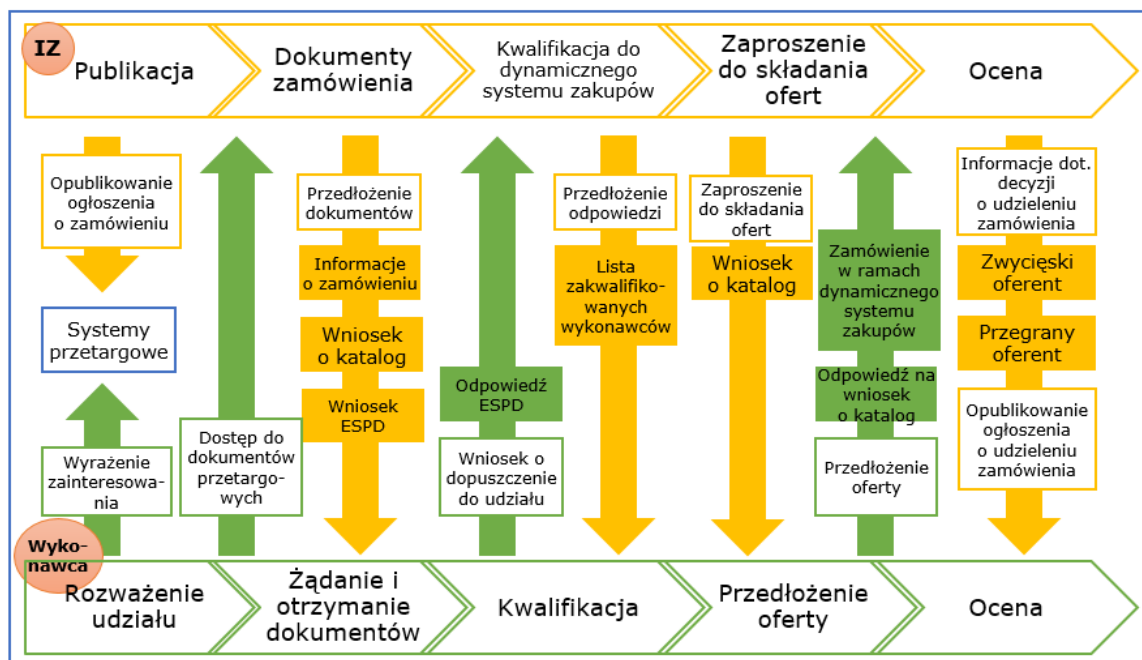 IZ
Publikacja
Dokumenty
zamówienia
Kwalifikacja do
dynamicznego
systemu zakupów
Zaproszenie
do składania
ofert
Ocena
Opublikowanie
ogłoszenia
o zamówieniu
Systemy
przetargowe
Wyrażenie
zainteresowa-
nia
Dostęp do
dokumentów
przetargo-
wych
Przedłożenie
dokumentów
Informacje
o zamówieniu
Wniosek
o katalog
Wniosek
ESPD
Odpowiedź
ESPD
Wniosek o
dopuszczenie
do udziału
Przedłożenie
odpowiedzi
Lista
zakwalifiko-
wanych
wykonawców
Zaproszenie
do składania
ofert
Wniosek
o katalog
Zamówienie
w ramach
dynamicznego
systemu
zakupów
Odpowiedź na
wniosek
o katalog
Przedłożenie
oferty
Informacje dot.
decyzji
o udzieleniu
zamówienia
Zwycięski
oferent
Przegrany
oferent
Opublikowanie
ogłoszenia
o udzieleniu
zamówienia
Wyko-
nawca
Rozważenie
udziału
Żądanie i
otrzymanie
dokumentów
Kwalifikacja
Przedłożenie
oferty
Ocena